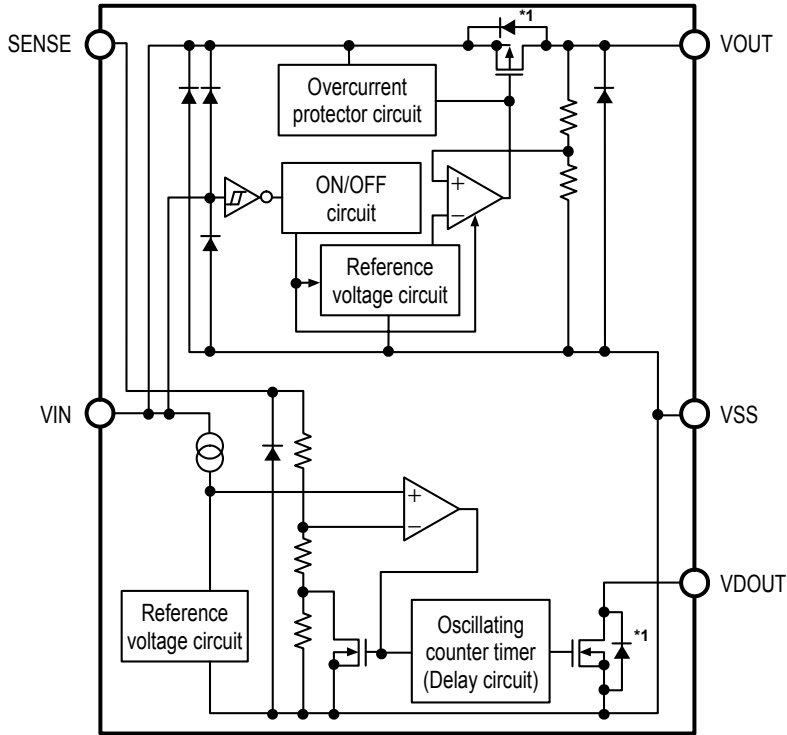 SENSE
*1
VOUT
Overcurrent
protector circuit
ON/OFF
circuit
+
−
Reference
voltage circuit
VIN
VSS
+
−
VDOUT
Reference
voltage circuit
Oscillating
counter timer
(Delay circuit)
*1